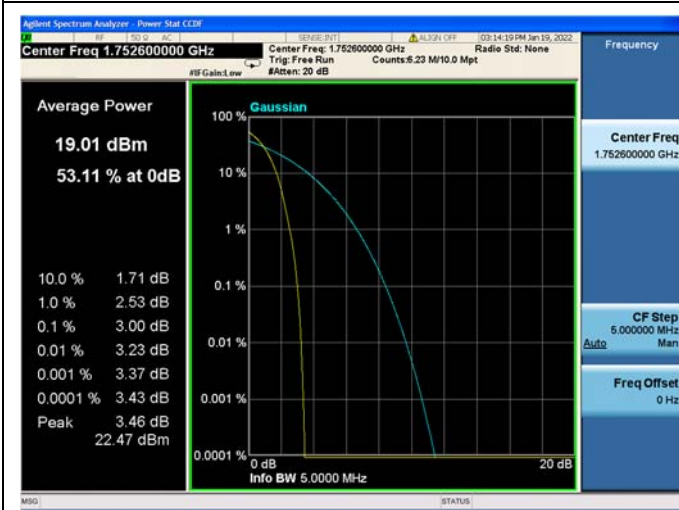 Agilent Spectrum Analyzer - Power Stat CCDF
RF 50 Ω AC SENSE:INT ALIGN OFF 03:14:19 PM Jan 19, 2022
Center Freq 1.752600000 GHz
Center Freq: 1.752600000 GHz Radio Std: None
Trig: Free Run Counts:6.23 M/10.0 Mpt
#IFGain:Low #Atten: 20 dB
Frequency
Average Power
19.01 dBm
53.11 % at 0dB
10.0 % 1.71 dB
1.0 % 2.53 dB
0.1 % 3.00 dB
0.01 % 3.23 dB
0.001 % 3.37 dB
0.0001 % 3.43 dB
Peak 3.46 dB
22.47 dBm
Gaussian
100 %
10 %
1 %
0.1 %
0.01 %
0.001 %
0.0001 %
0 dB 20 dB
Info BW 5.0000 MHz
Center Freq
1.752600000 GHz
CF Step
5.000000 MHz
Auto Man
Freq Offset
0 Hz
MSG STATUS